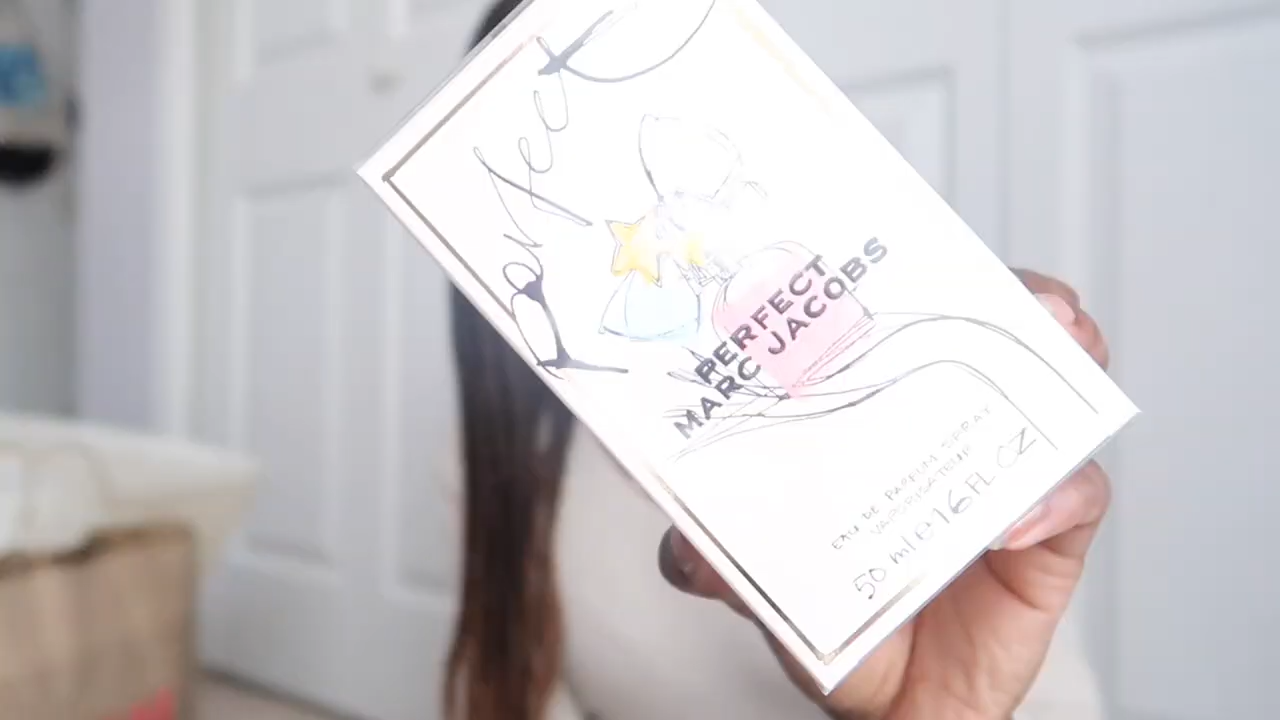 Perfect
PERFECT
MARC JACOBS
EAU DE PARFUM SPRAY
VAPORISATEUR
50 ml e 1.6 FL OZ